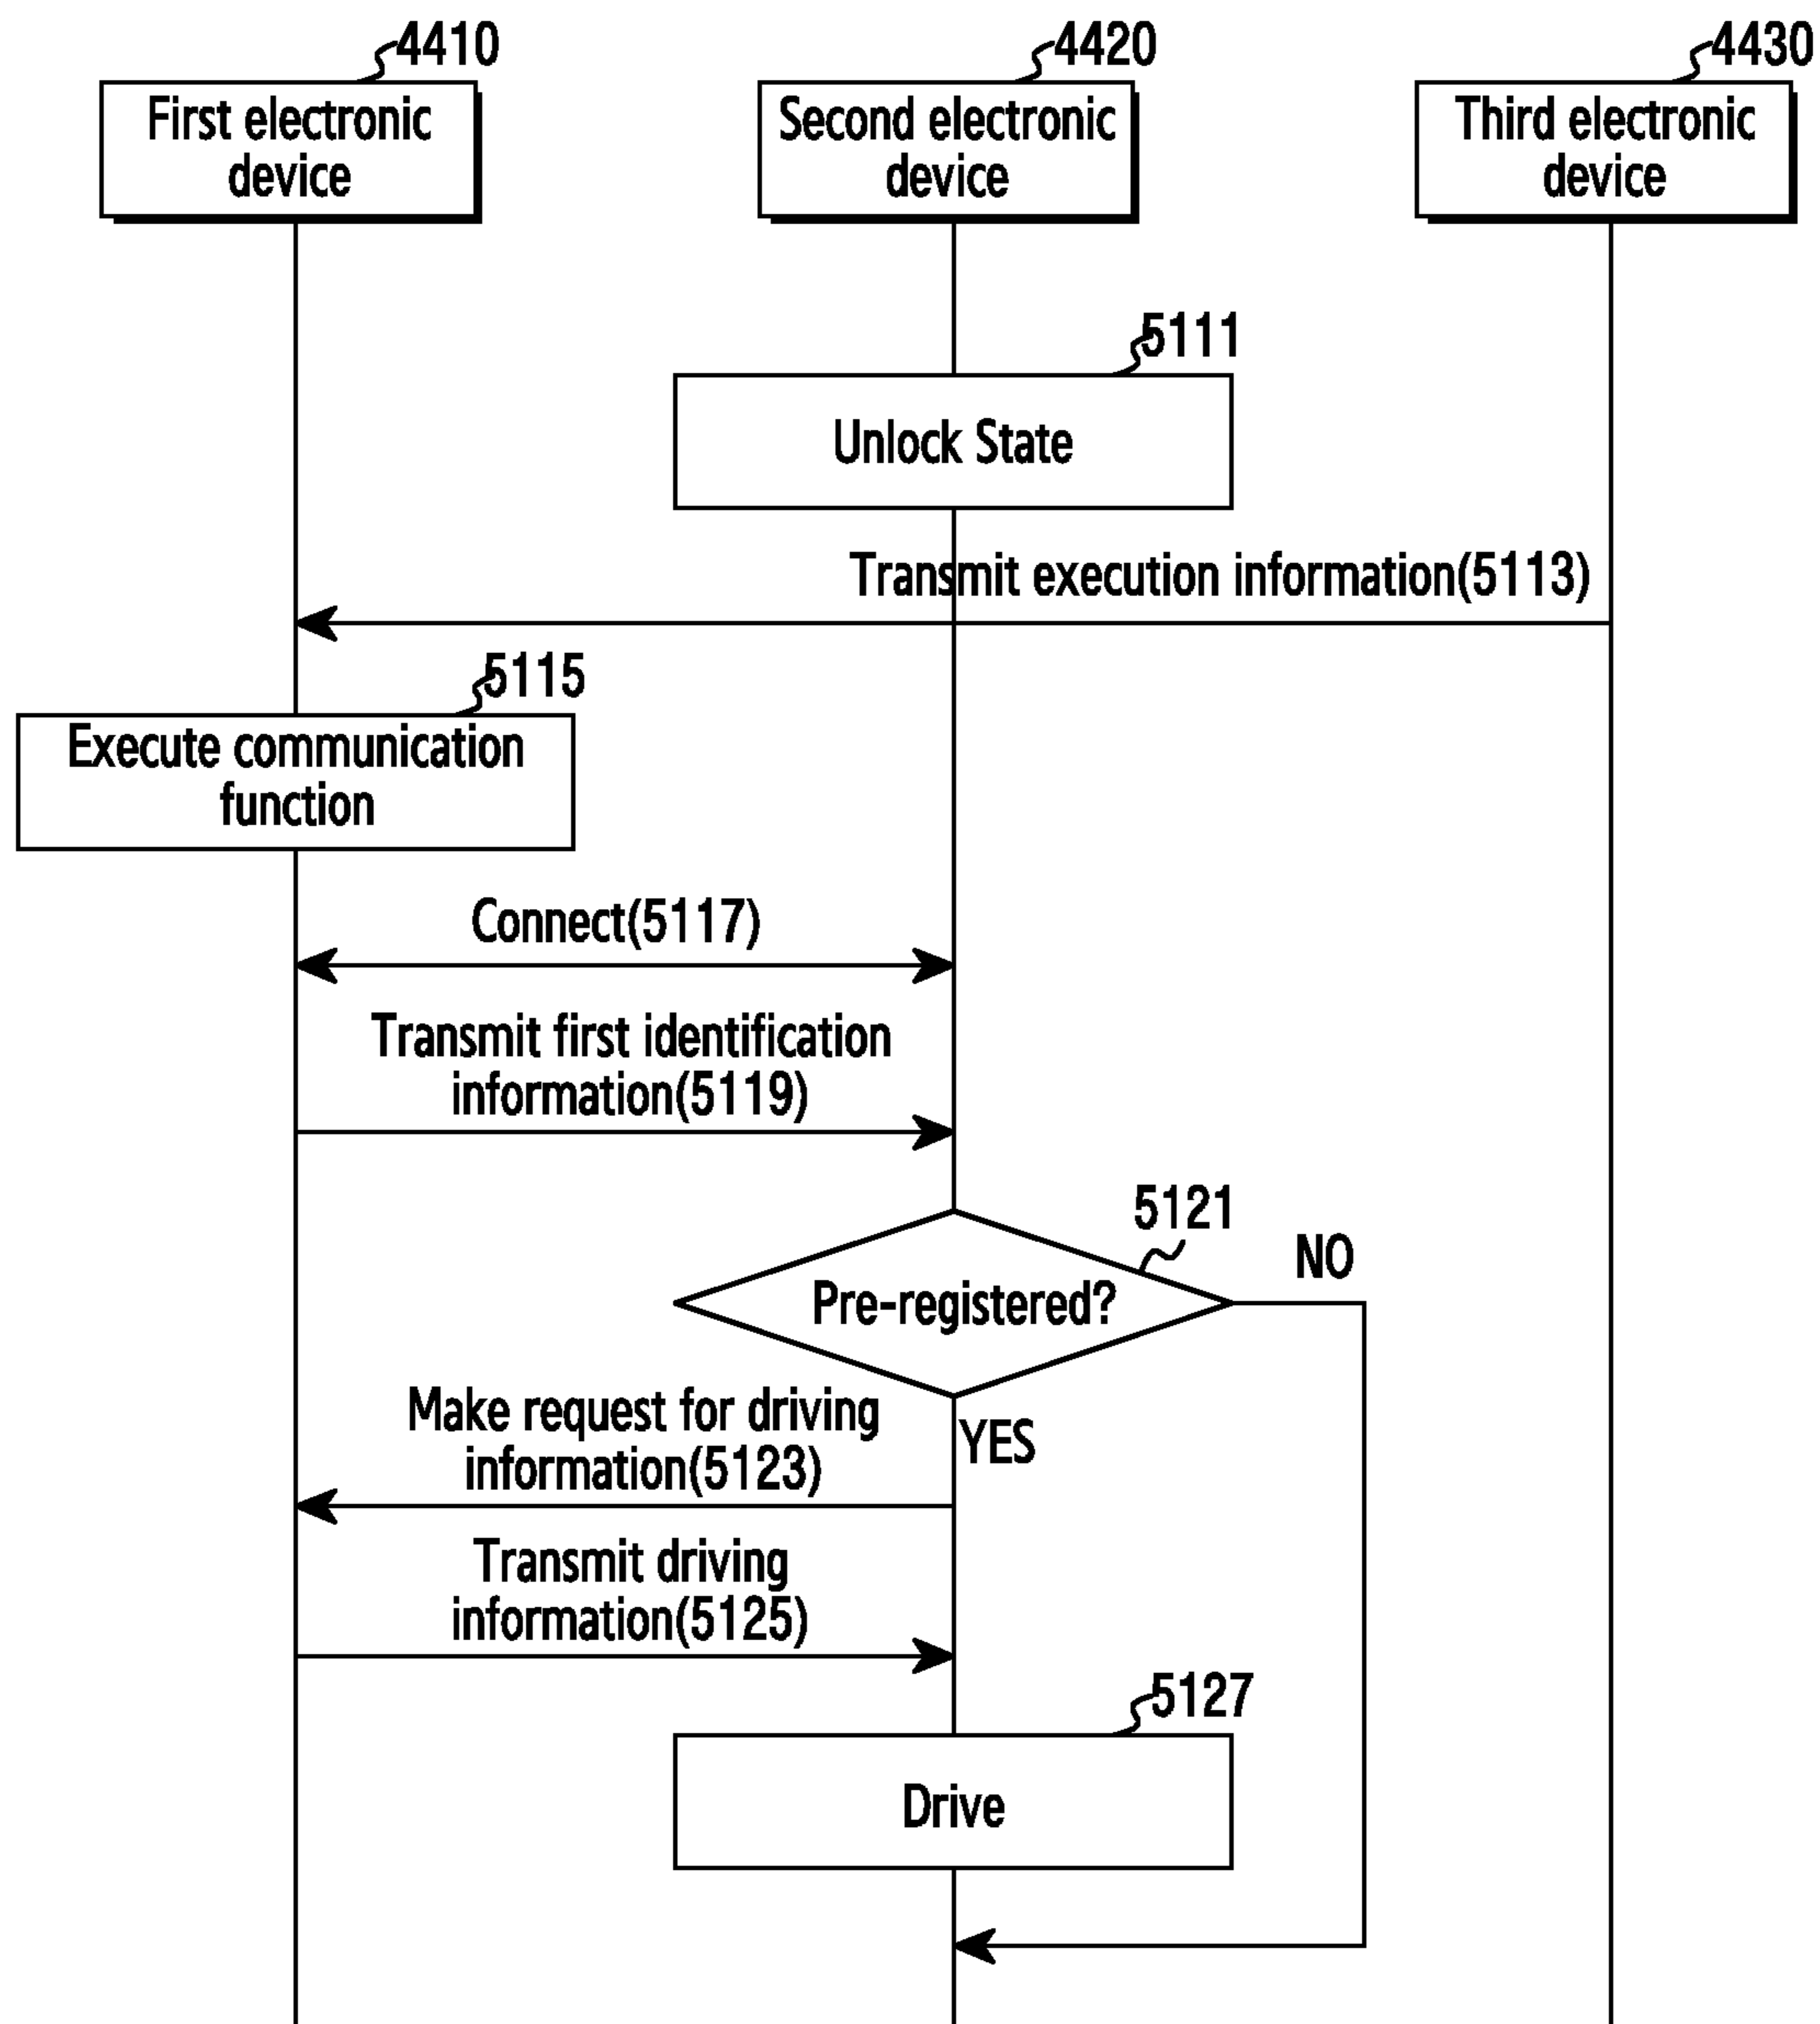 4410
4420
4430
First electronic
device
Second electronic
device
Third electronic
device
5111
Unlock State
Transmit execution information(5113)
5115
Execute communication
function
Connect(5117)
Transmit first identification
information(5119)
5121
NO
Pre-registered?
Make request for driving
information(5123)
YES
Transmit driving
information(5125)
5127
Drive